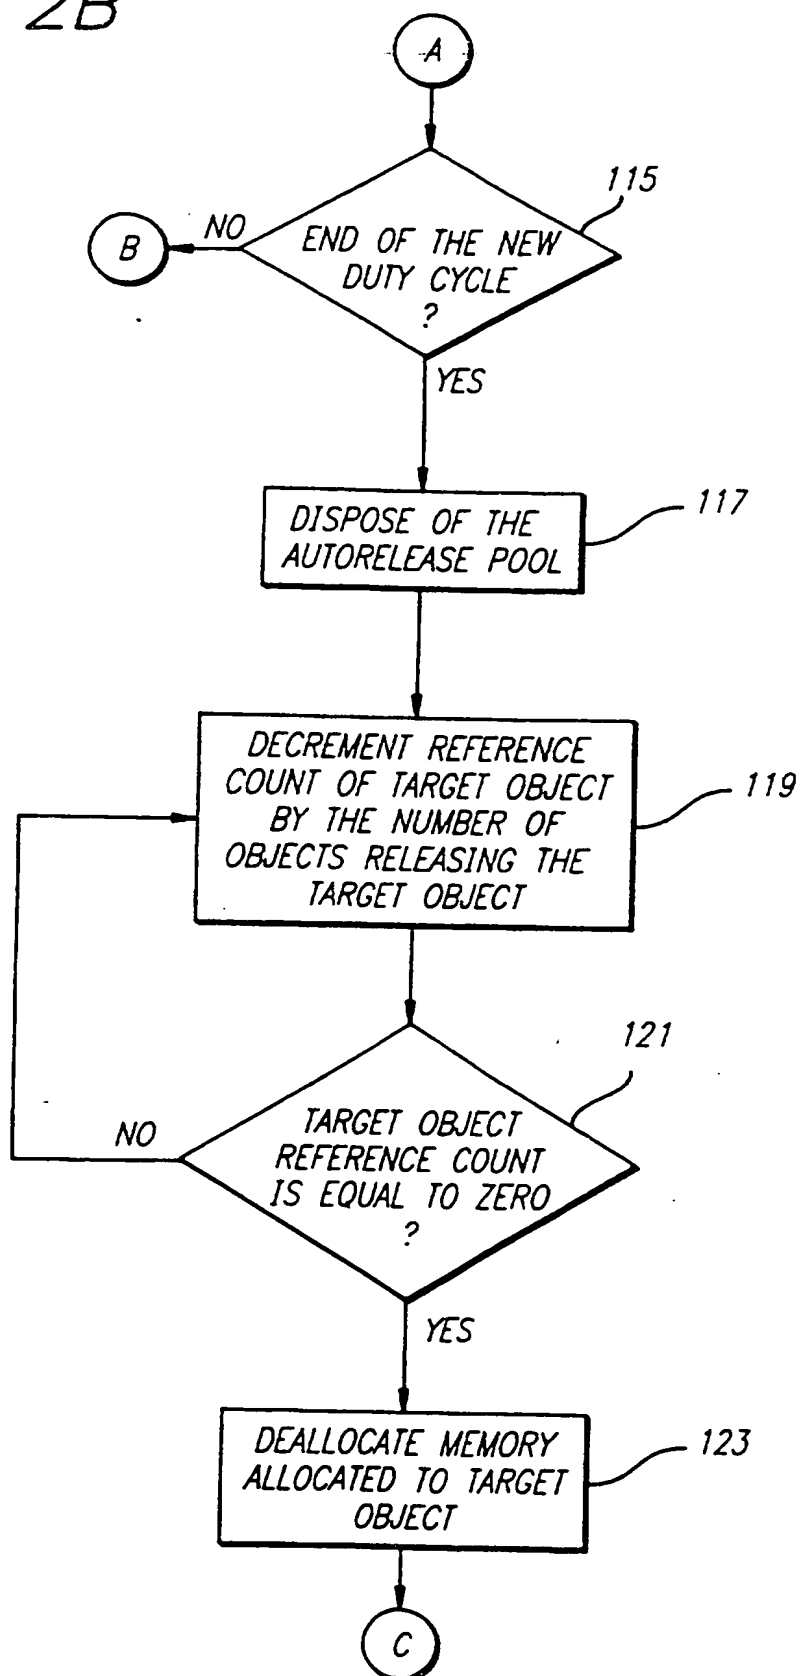 2B
A
115
NO
B
END OF THE NEW
DUTY CYCLE
?
YES
117
DISPOSE OF THE
AUTORELEASE POOL
DECREMENT REFERENCE
COUNT OF TARGET OBJECT
BY THE NUMBER OF
OBJECTS RELEASING THE
TARGET OBJECT
119
121
NO
TARGET OBJECT
REFERENCE COUNT
IS EQUAL TO ZERO
?
YES
DEALLOCATE MEMORY
ALLOCATED TO TARGET
OBJECT
123
C